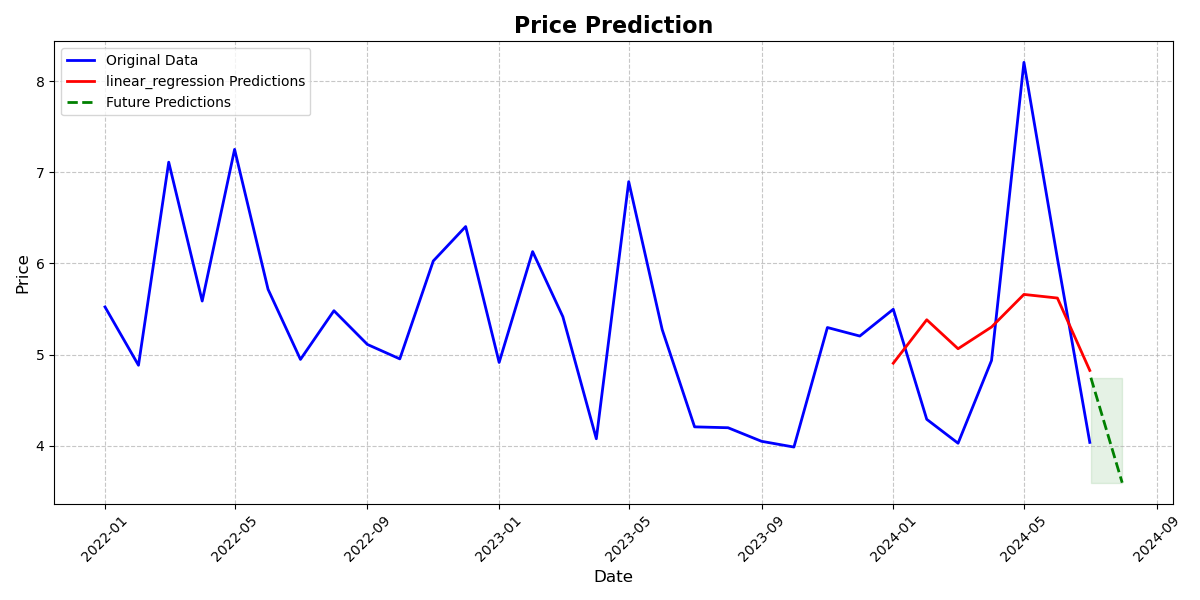 Price Prediction
Original Data
linear_regression Predictions
Future Predictions
Price
8
7
6
5
4
2022-01
2022-05
2022-09
2023-01
2023-05
2023-09
2024-01
2024-05
2024-09
Date